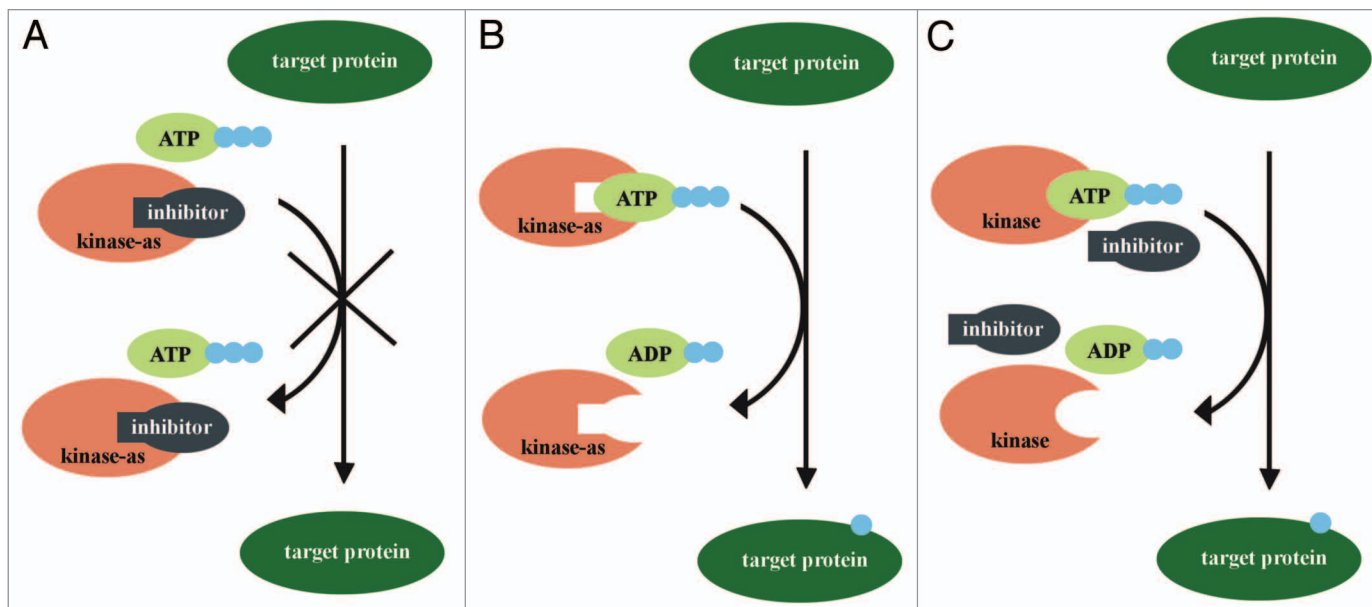 A
target protein
ATP
inhibitor
kinase-as
ATP
inhibitor
kinase-as
target protein
B
target protein
ATP
kinase-as
ADP
kinase-as
target protein
C
target protein
ATP
kinase
inhibitor
inhibitor
ADP
kinase
target protein